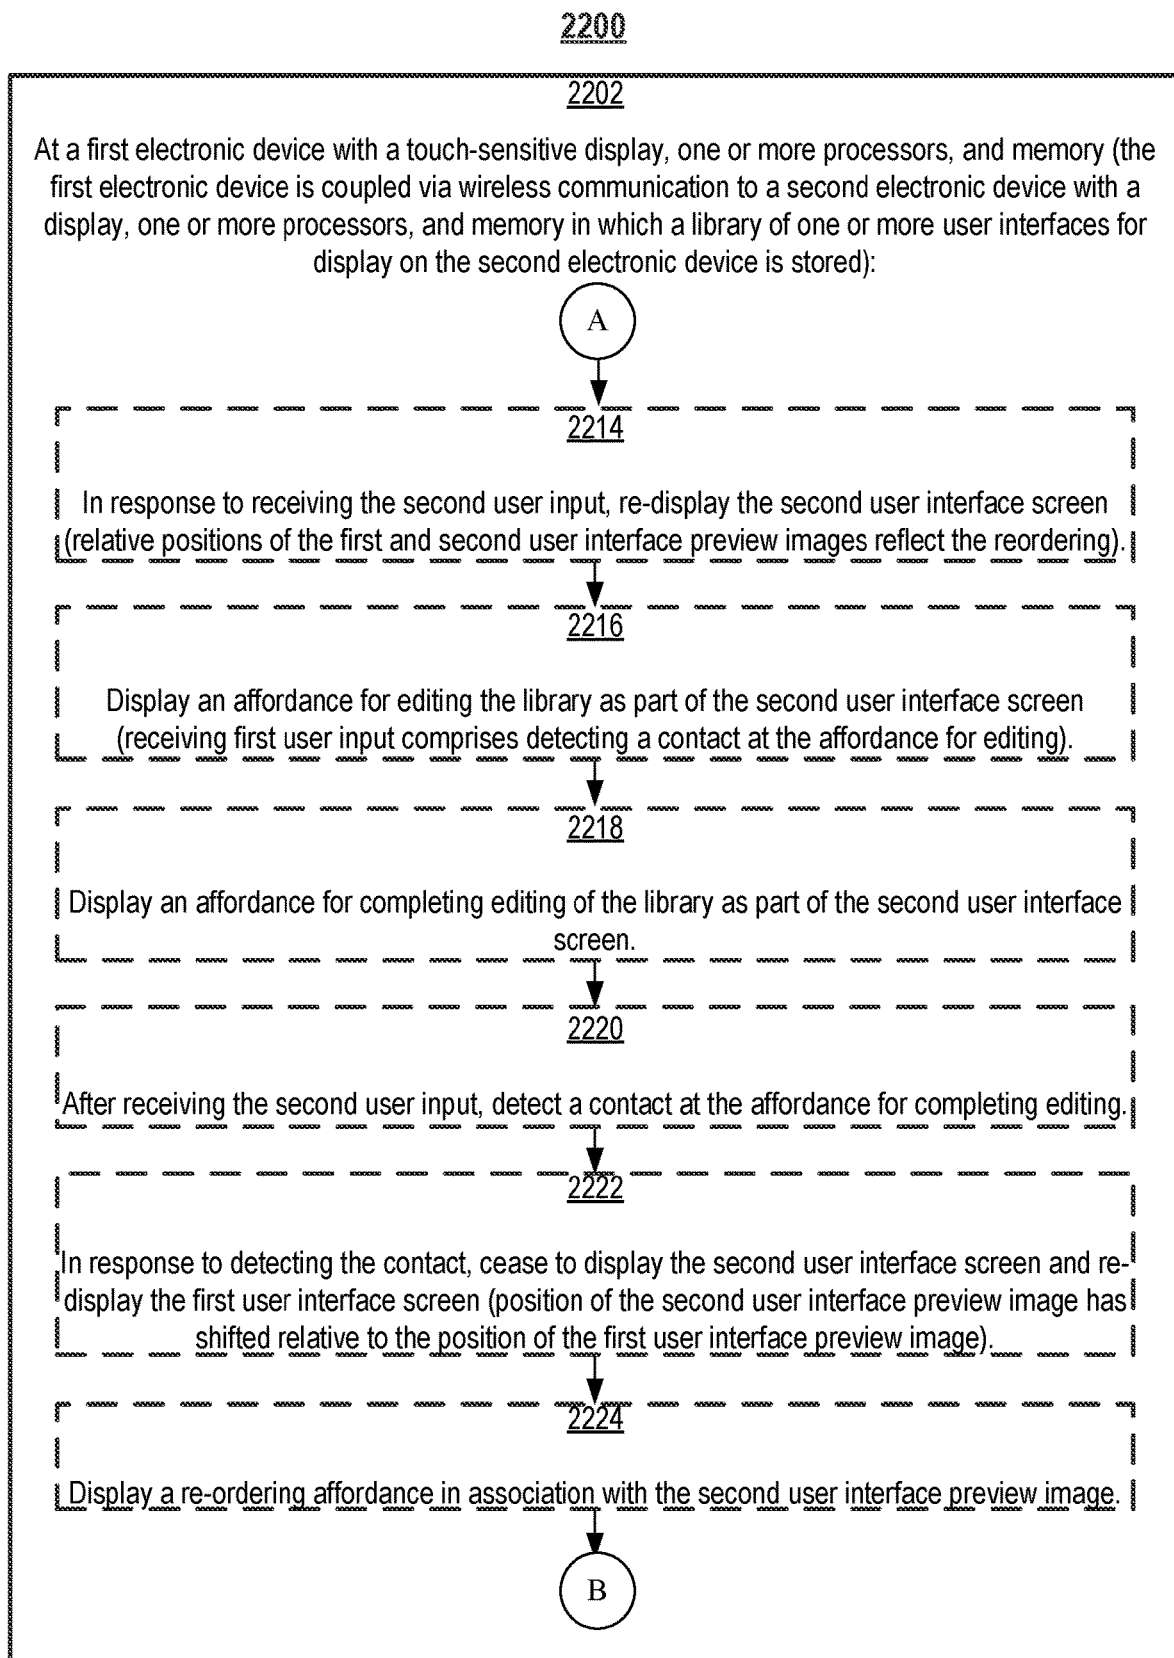 2200
2202
At a first electronic device with a touch-sensitive display, one or more processors, and memory (the
first electronic device is coupled via wireless communication to a second electronic device with a
display, one or more processors, and memory in which a library of one or more user interfaces for
display on the second electronic device is stored):
A
2214
In response to receiving the second user input, re-display the second user interface screen
(relative positions of the first and second user interface preview images reflect the reordering).
2216
Display an affordance for editing the library as part of the second user interface screen
(receiving first user input comprises detecting a contact at the affordance for editing).
2218
Display an affordance for completing editing of the library as part of the second user interface
screen.
2220
After receiving the second user input, detect a contact at the affordance for completing editing.
2222
In response to detecting the contact, cease to display the second user interface screen and re-
display the first user interface screen (position of the second user interface preview image has
shifted relative to the position of the first user interface preview image).
2224
Display a re-ordering affordance in association with the second user interface preview image.
B